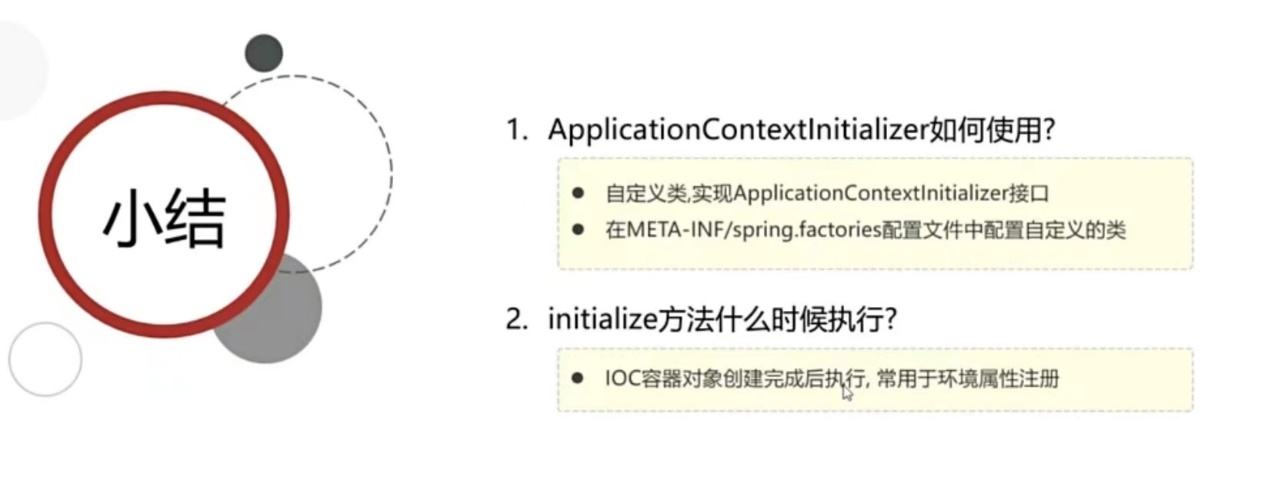 小结
1. ApplicationContextInitializer如何使用?
● 自定义类,实现ApplicationContextInitializer接口
● 在META-INF/spring.factories配置文件中配置自定义的类
2. initialize方法什么时候执行?
● IOC容器对象创建完成后执行, 常用于环境属性注册